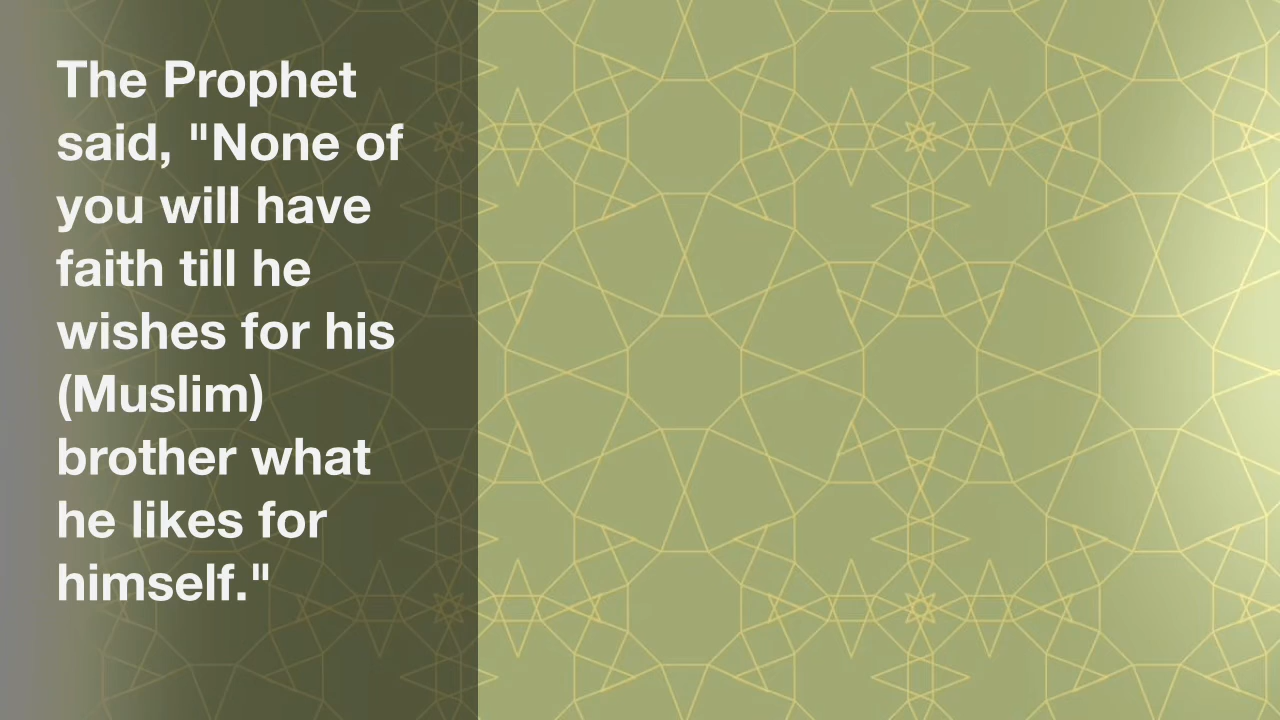 The Prophet
said, "None of
you will have
faith till he
wishes for his
(Muslim)
brother what
he likes for
himself."